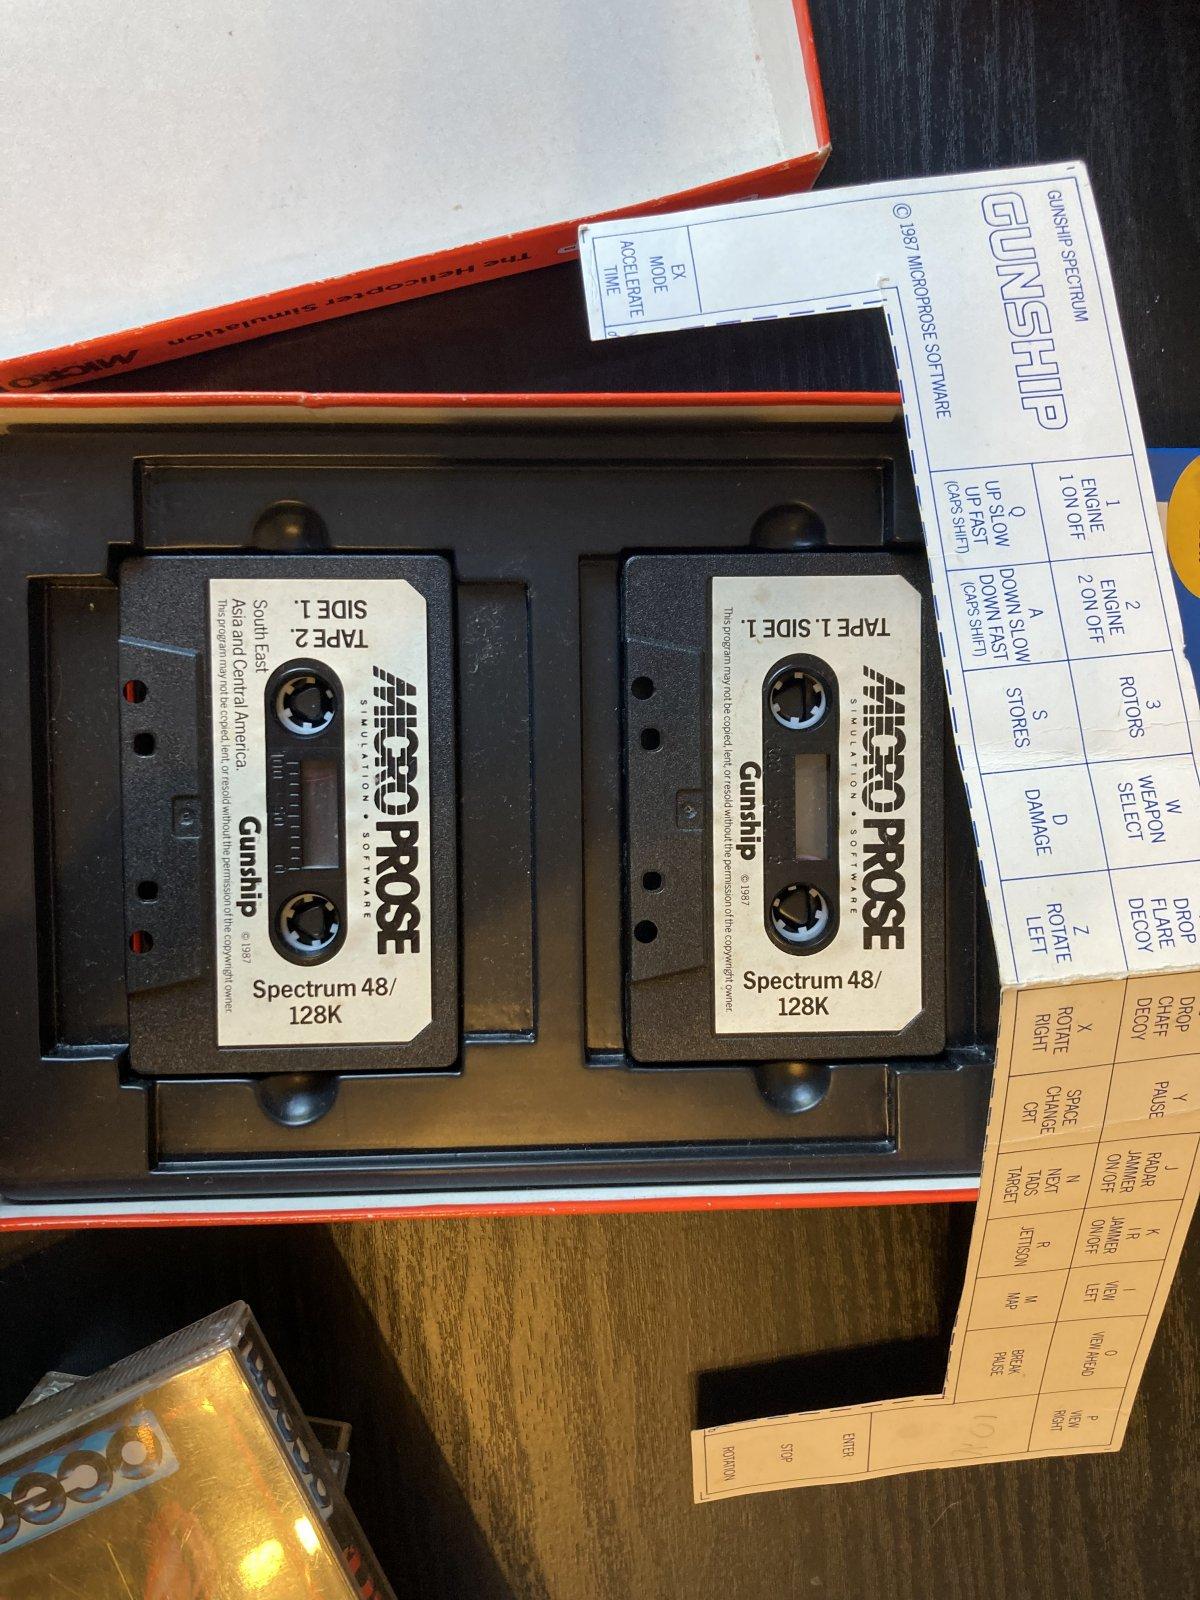 The Helicopter Simulation
MICRO
GUNSHIP SPECTRUM
GUNSHIP
© 1987 MICROPROSE SOFTWARE
EX
MODE
ACCELERATE
TIME
1
ENGINE
1 ON OFF
2
ENGINE
2 ON OFF
3
ROTORS
W
WEAPON
SELECT
DROP
FLARE
DECOY
DROP
CHAFF
DECOY
Y
PAUSE
J
RADAR
JAMMER
ON/OFF
K
I R
JAMMER
ON/OFF
I
VIEW
LEFT
O
VIEW AHEAD
P
VIEW
RIGHT
Q
UP SLOW
UP FAST
(CAPS SHIFT)
A
DOWN SLOW
DOWN FAST
(CAPS SHIFT)
S
STORES
D
DAMAGE
Z
ROTATE
LEFT
X
ROTATE
RIGHT
SPACE
CHANGE
CRT
N
NEXT
TADS
TARGET
R
JETTISON
M
MAP
BREAK
PAUSE
ENTER
STOP
ROTATION
TAPE 2.
SIDE 1.
MICRO PROSE
SIMULATION • SOFTWARE
South East
Asia and Central America.
Gunship © 1987
This program may not be copied, lent, or resold without the permission of the copywright owner.
Spectrum 48/
128K
100 50 0
TAPE 1. SIDE 1.
MICRO PROSE
SIMULATION • SOFTWARE
Gunship © 1987
This program may not be copied, lent, or resold without the permission of the copywright owner.
Spectrum 48/
128K